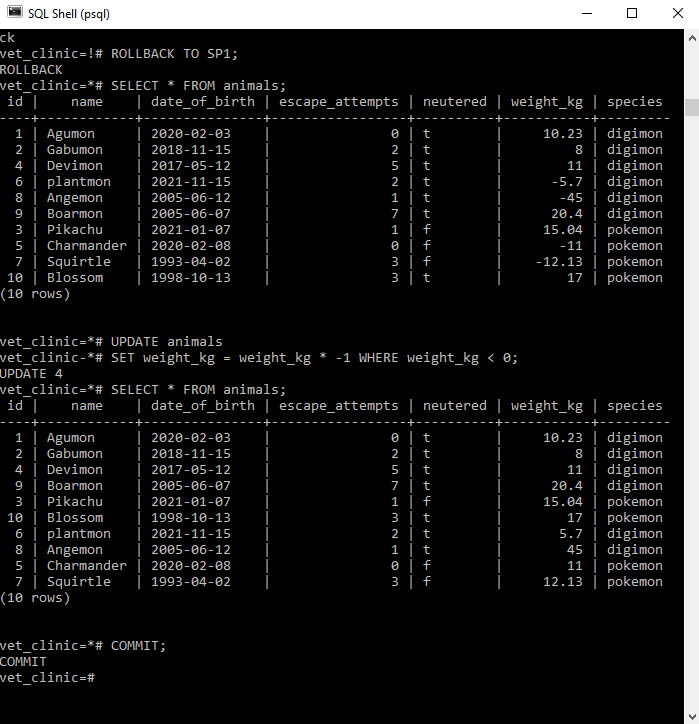 SQL Shell (psql)
ck
vet_clinic=!# ROLLBACK TO SP1;
ROLLBACK
vet_clinic=*# SELECT * FROM animals;
 id |    name    | date_of_birth | escape_attempts | neutered | weight_kg | species
----+------------+---------------+-----------------+----------+-----------+---------
  1 | Agumon     | 2020-02-03    |               0 | t        |     10.23 | digimon
  2 | Gabumon    | 2018-11-15    |               2 | t        |         8 | digimon
  4 | Devimon    | 2017-05-12    |               5 | t        |        11 | digimon
  6 | plantmon   | 2021-11-15    |               2 | t        |      -5.7 | digimon
  8 | Angemon    | 2005-06-12    |               1 | t        |       -45 | digimon
  9 | Boarmon    | 2005-06-07    |               7 | t        |      20.4 | digimon
  3 | Pikachu    | 2021-01-07    |               1 | f        |     15.04 | pokemon
  5 | Charmander | 2020-02-08    |               0 | f        |       -11 | pokemon
  7 | Squirtle   | 1993-04-02    |               3 | f        |    -12.13 | pokemon
 10 | Blossom    | 1998-10-13    |               3 | t        |        17 | pokemon
(10 rows)
vet_clinic=*# UPDATE animals
vet_clinic-*# SET weight_kg = weight_kg * -1 WHERE weight_kg < 0;
UPDATE 4
vet_clinic=*# SELECT * FROM animals;
 id |    name    | date_of_birth | escape_attempts | neutered | weight_kg | species
----+------------+---------------+-----------------+----------+-----------+---------
  1 | Agumon     | 2020-02-03    |               0 | t        |     10.23 | digimon
  2 | Gabumon    | 2018-11-15    |               2 | t        |         8 | digimon
  4 | Devimon    | 2017-05-12    |               5 | t        |        11 | digimon
  9 | Boarmon    | 2005-06-07    |               7 | t        |      20.4 | digimon
  3 | Pikachu    | 2021-01-07    |               1 | f        |     15.04 | pokemon
 10 | Blossom    | 1998-10-13    |               3 | t        |        17 | pokemon
  6 | plantmon   | 2021-11-15    |               2 | t        |       5.7 | digimon
  8 | Angemon    | 2005-06-12    |               1 | t        |        45 | digimon
  5 | Charmander | 2020-02-08    |               0 | f        |        11 | pokemon
  7 | Squirtle   | 1993-04-02    |               3 | f        |     12.13 | pokemon
(10 rows)
vet_clinic=*# COMMIT;
COMMIT
vet_clinic=#